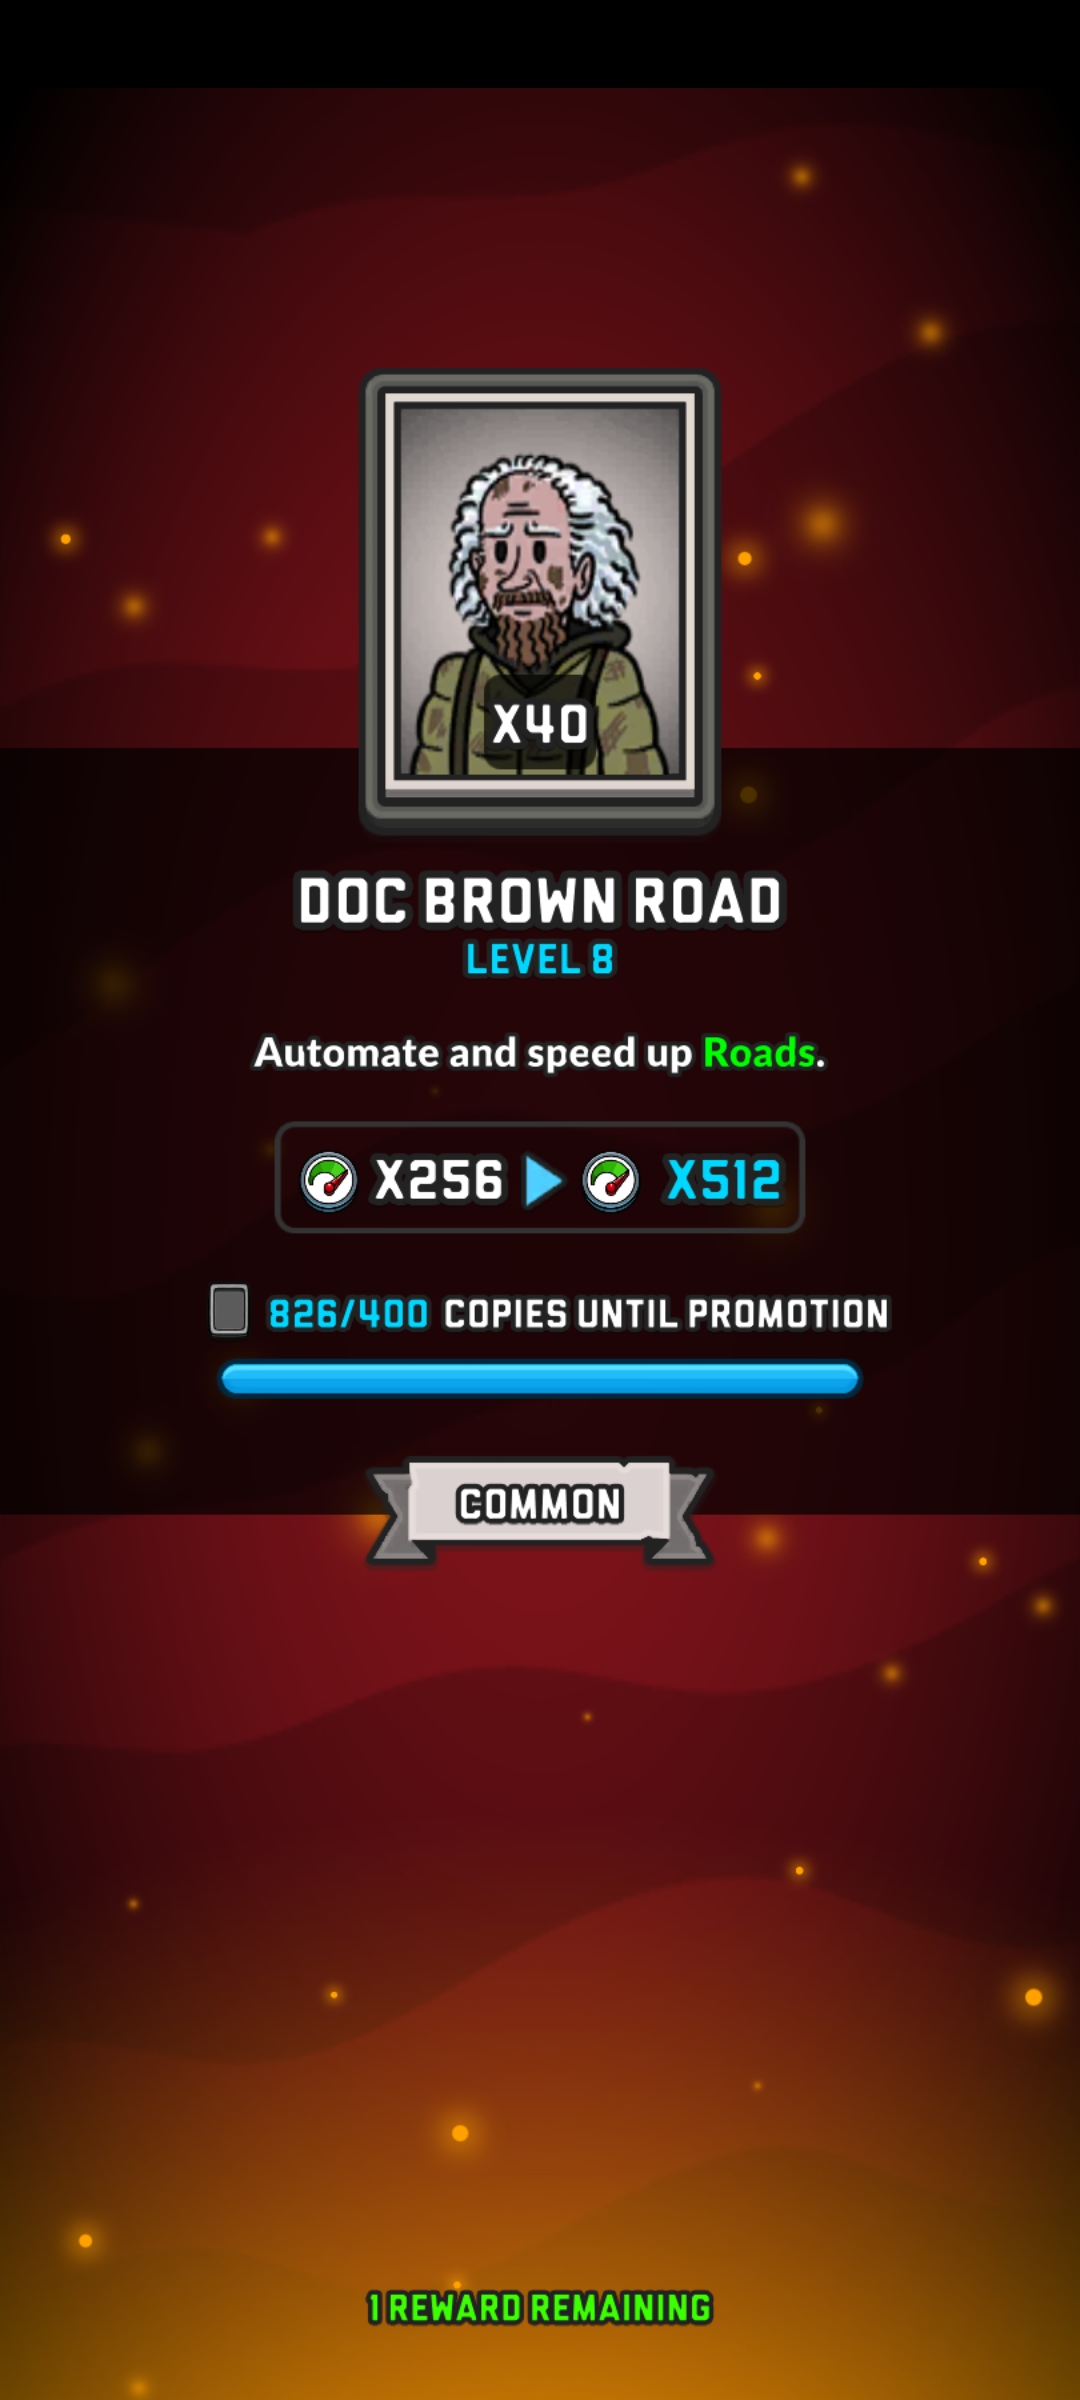 X40
DOC BROWN ROAD
LEVEL 8
Automate and speed up Roads.
X256 X512
826/400 COPIES UNTIL PROMOTION
COMMON
1 REWARD REMAINING